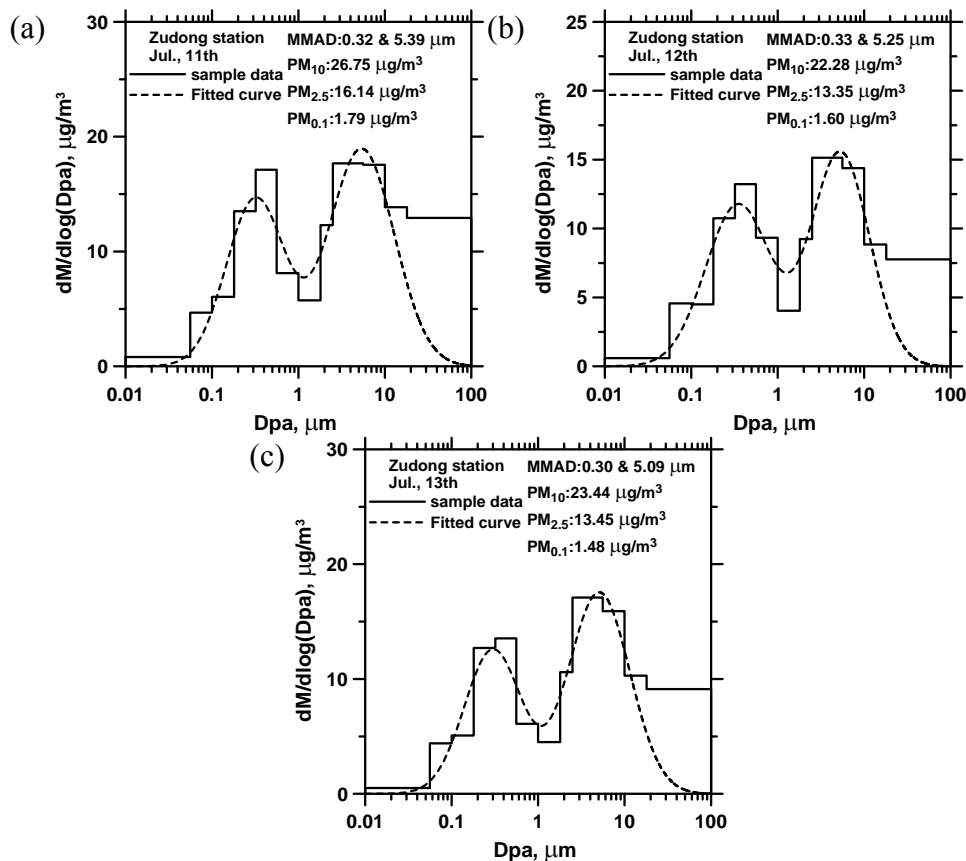 (a)
Zudong station
Jul., 11th
sample data
Fitted curve
MMAD:0.32 & 5.39 μm
PM10:26.75 μg/m3
PM2.5:16.14 μg/m3
PM0.1:1.79 μg/m3
30
20
10
0
dM/dlog(Dpa), μg/m3
0.01 0.1 1 10 100
Dpa, μm
(b)
Zudong station
Jul., 12th
sample data
Fitted curve
MMAD:0.33 & 5.25 μm
PM10:22.28 μg/m3
PM2.5:13.35 μg/m3
PM0.1:1.60 μg/m3
25
20
15
10
5
0
dM/dlog(Dpa), μg/m3
0.01 0.1 1 10 100
Dpa, μm
(c)
Zudong station
Jul., 13th
sample data
Fitted curve
MMAD:0.30 & 5.09 μm
PM10:23.44 μg/m3
PM2.5:13.45 μg/m3
PM0.1:1.48 μg/m3
30
20
10
0
dM/dlog(Dpa), μg/m3
0.01 0.1 1 10 100
Dpa, μm